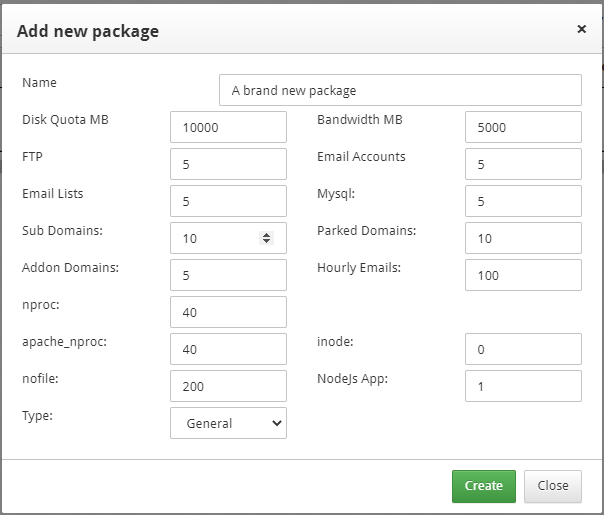 Add new package ×
Name A brand new package
Disk Quota MB 10000 Bandwidth MB 5000
FTP 5 Email Accounts 5
Email Lists 5 Mysql: 5
Sub Domains: 10 Parked Domains: 10
Addon Domains: 5 Hourly Emails: 100
nproc: 40
apache_nproc: 40 inode: 0
nofile: 200 NodeJs App: 1
Type: General
Create Close